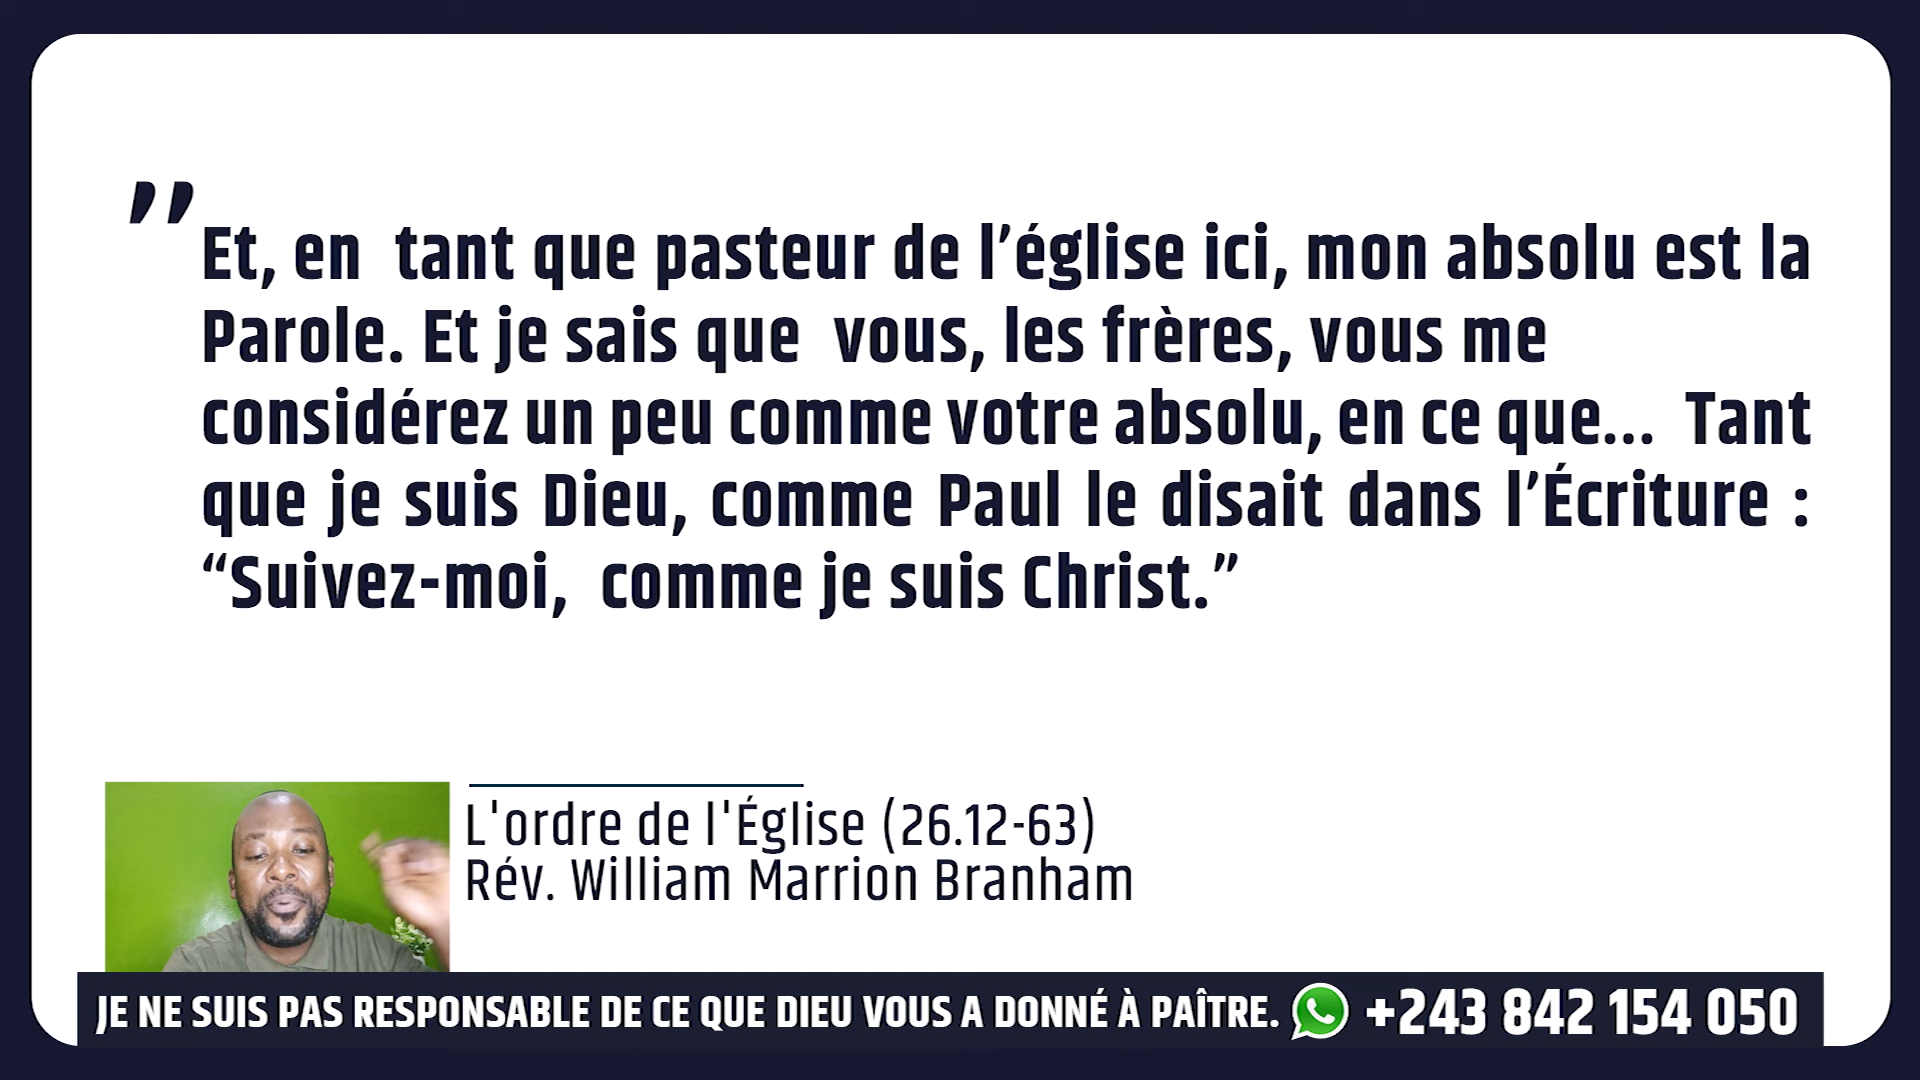 ”
Et, en tant que pasteur de l’église ici, mon absolu est la
Parole. Et je sais que vous, les frères, vous me
considérez un peu comme votre absolu, en ce que... Tant
que je suis Dieu, comme Paul le disait dans l’Écriture :
“Suivez-moi, comme je suis Christ.”
L'ordre de l'Église (26.12-63)
Rév. William Marrion Branham
JE NE SUIS PAS RESPONSABLE DE CE QUE DIEU VOUS A DONNÉ À PAÎTRE. +243 842 154 050